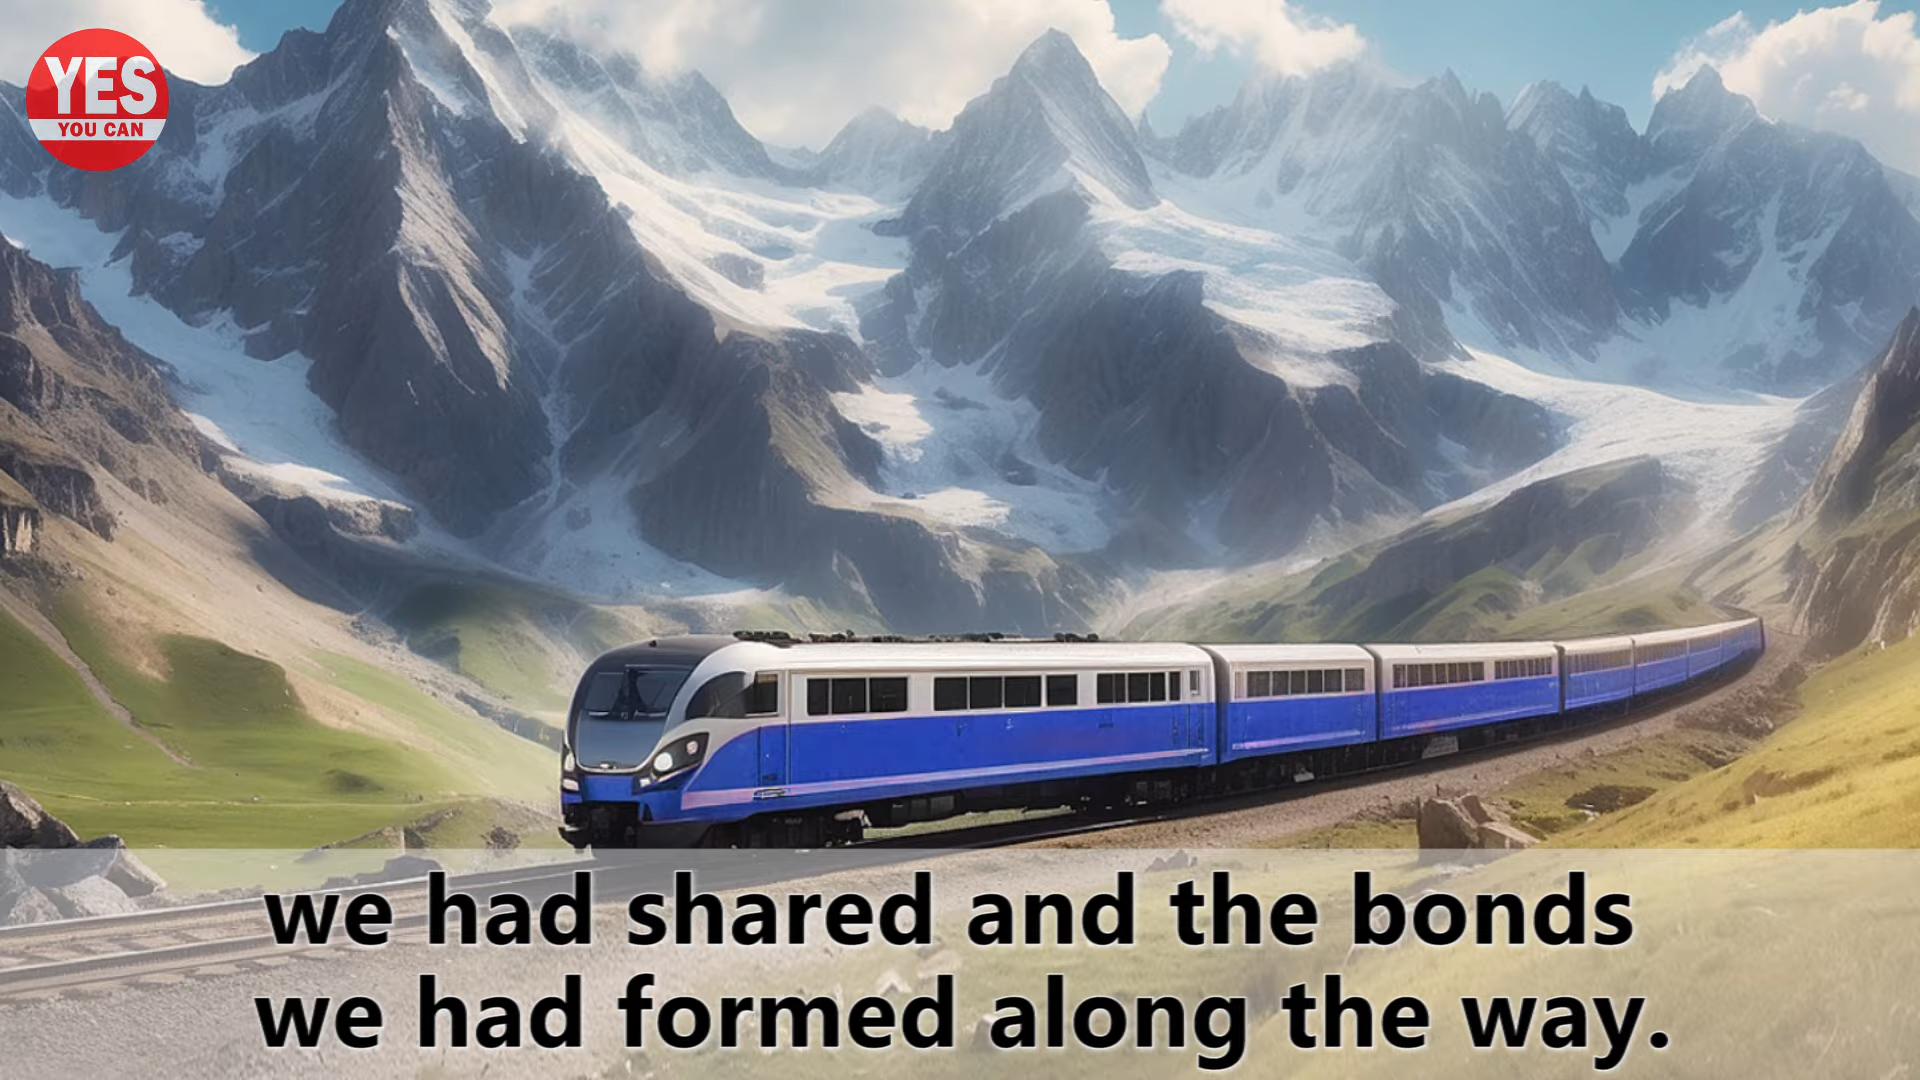 YES
YOU CAN
we had shared and the bonds
we had formed along the way.